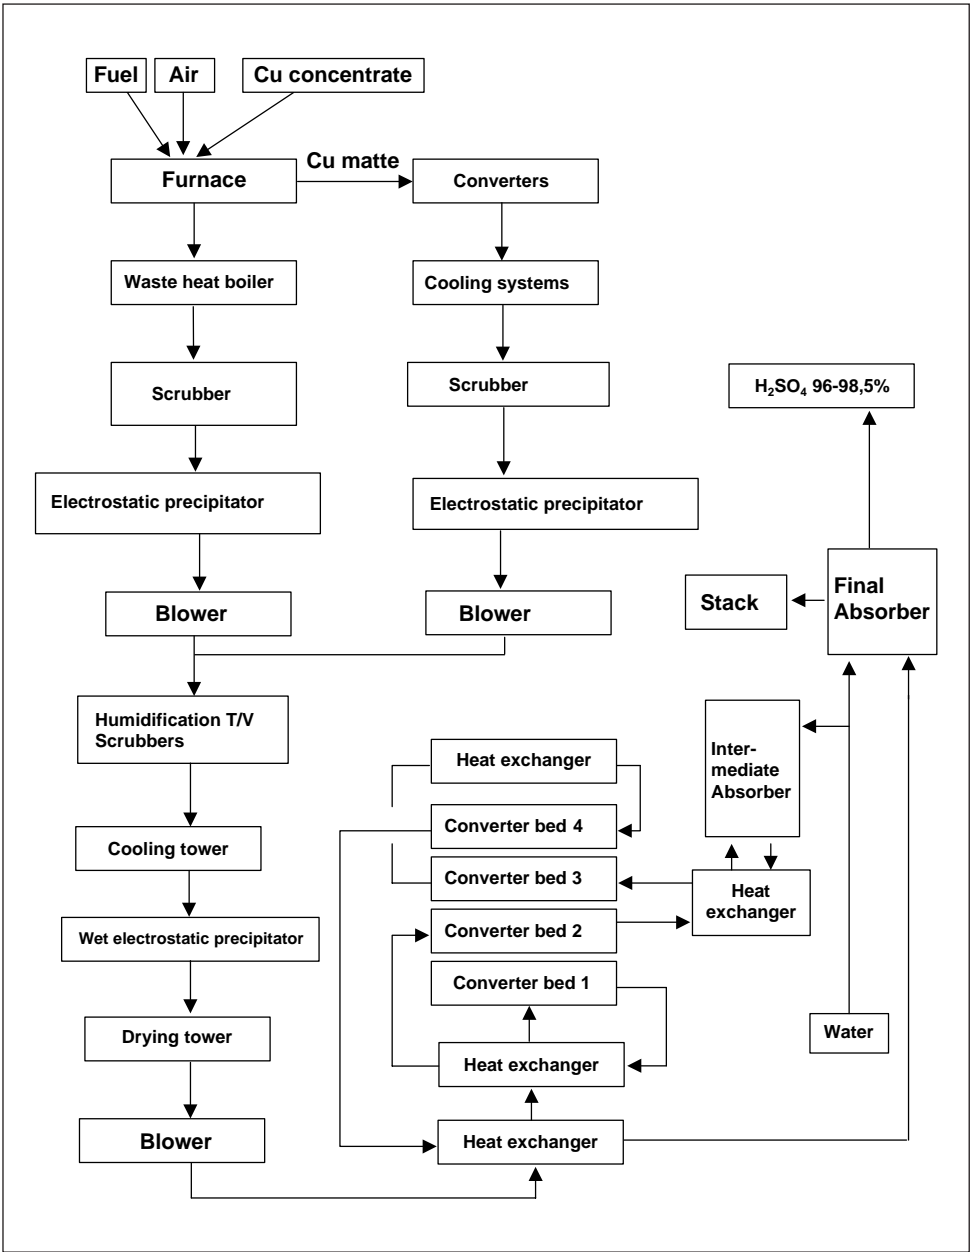 Fuel
Air
Cu concentrate
Furnace
Cu matte
Converters
Waste heat boiler
Cooling systems
Scrubber
Scrubber
H₂SO₄ 96-98,5%
Electrostatic precipitator
Electrostatic precipitator
Blower
Blower
Stack
Final
Absorber
Humidification T/V
Scrubbers
Heat exchanger
Inter-
mediate
Absorber
Converter bed 4
Cooling tower
Converter bed 3
Heat
exchanger
Converter bed 2
Wet electrostatic precipitator
Converter bed 1
Drying tower
Water
Heat exchanger
Blower
Heat exchanger